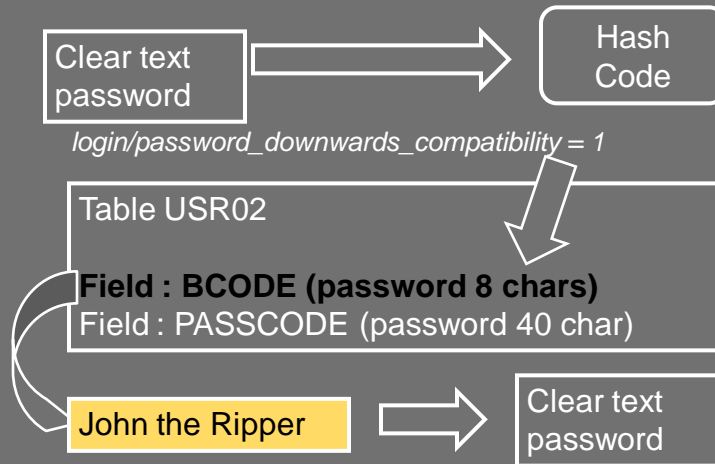 Clear text
password
Hash
Code
login/password_downwards_compatibility = 1
Table USR02
Field : BCODE (password 8 chars)
Field : PASSCODE (password 40 char)
John the Ripper
Clear text
password